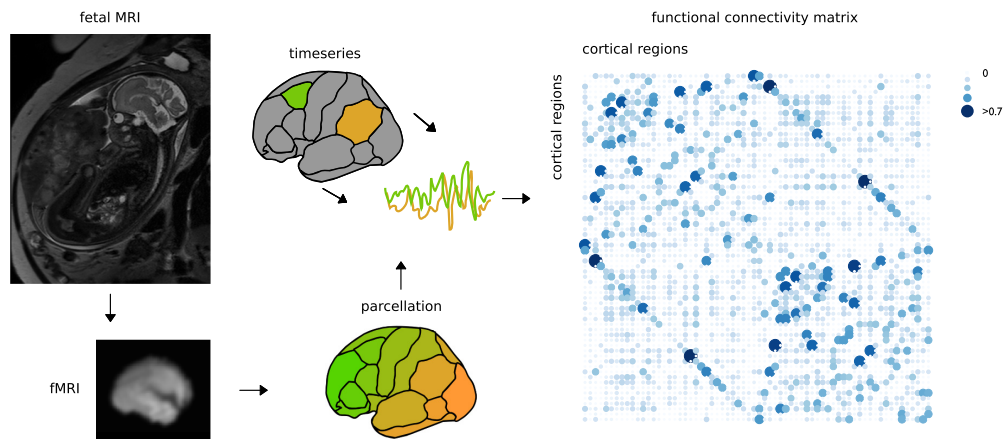 fetal MRI
timeseries
parcellation
fMRI
functional connectivity matrix
cortical regions
cortical regions
0
>0.7